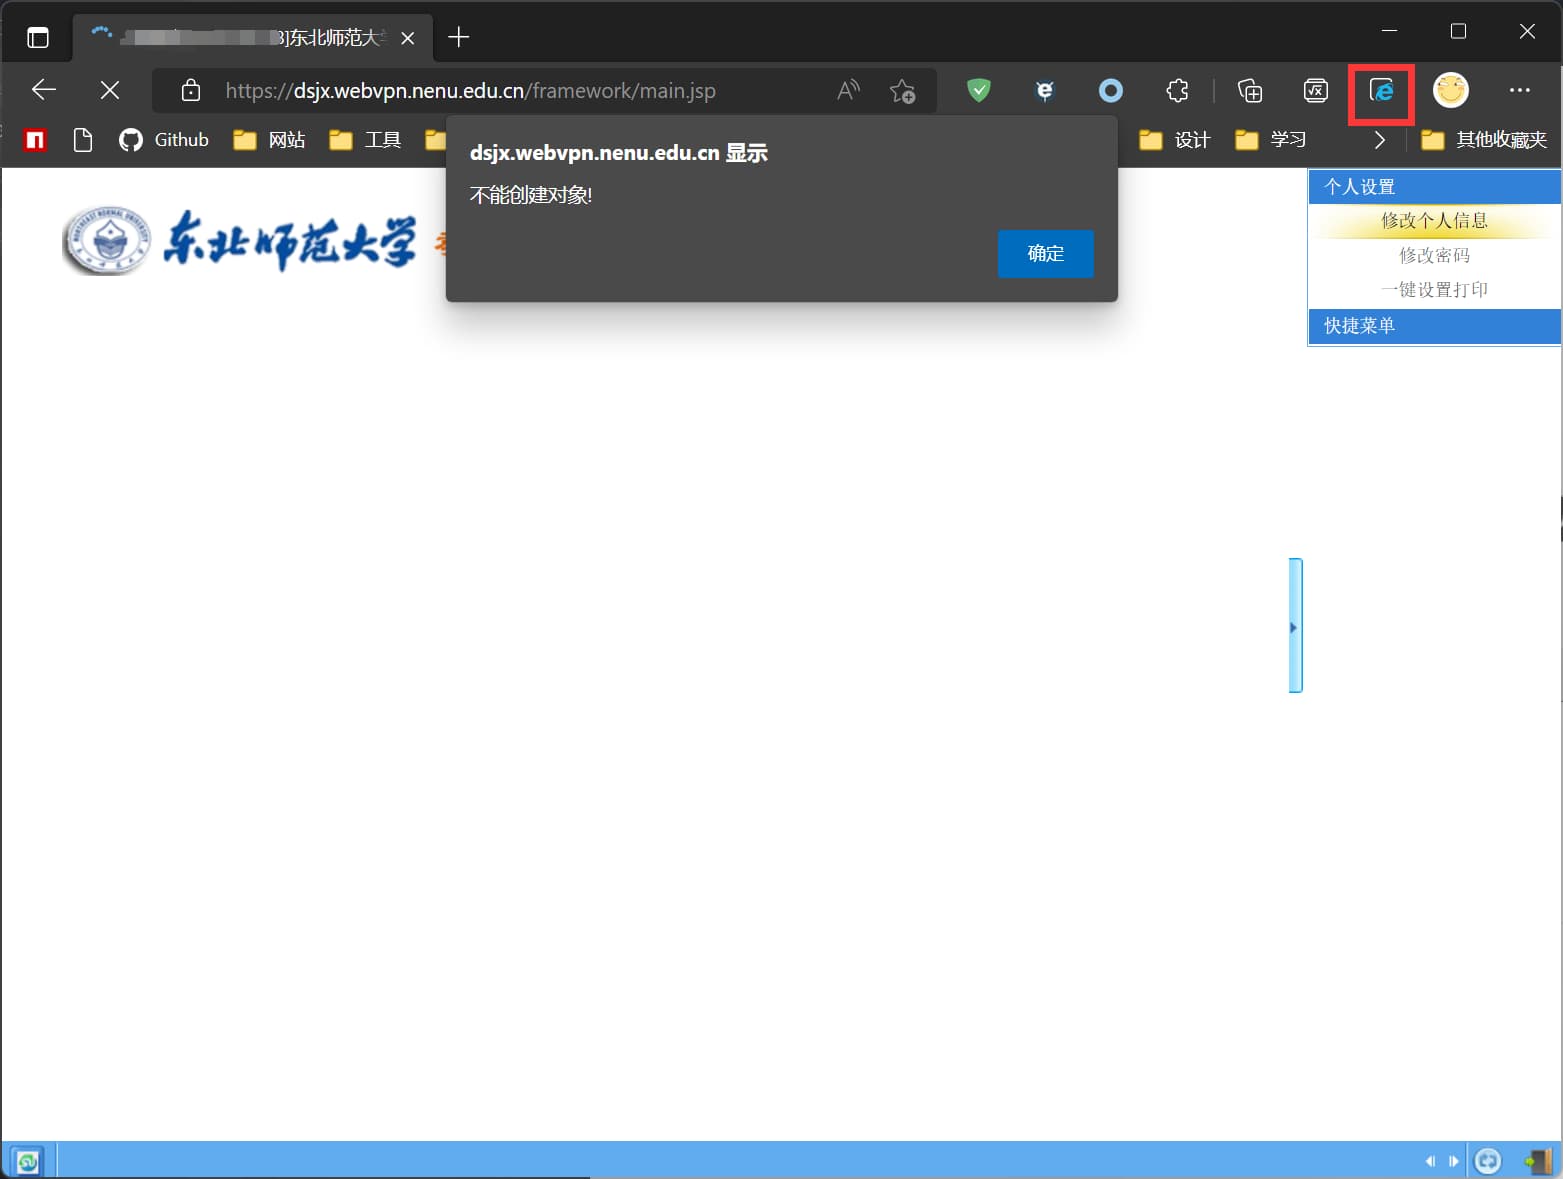 3]东北师范大
https://dsjx.webvpn.nenu.edu.cn/framework/main.jsp
Github
网站
工具
设计
学习
其他收藏夹
dsjx.webvpn.nenu.edu.cn 显示
不能创建对象!
确定
东北师范大学
个人设置
修改个人信息
修改密码
一键设置打印
快捷菜单